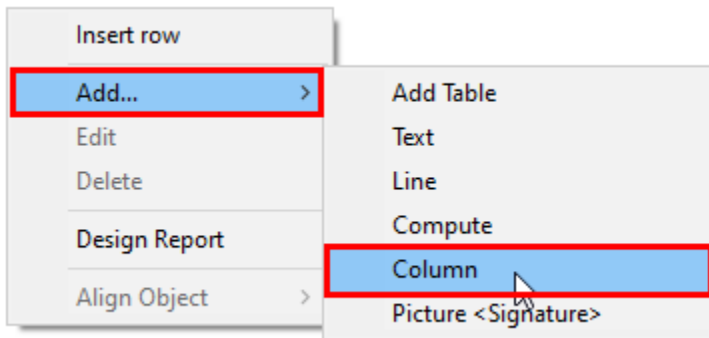 Insert row
Add...
Edit
Delete
Design Report
Align Object
Add Table
Text
Line
Compute
Column
Picture <Signature>